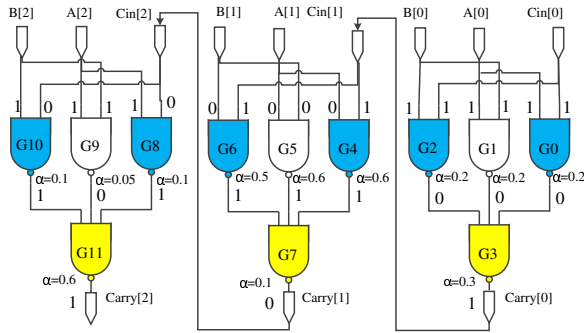 B[2] A[2] Cin[2] B[1] A[1] Cin[1] B[0] A[0] Cin[0]
1 0 1 1 1 0 0 1 0 0 0 1 1 1 1 1 1 1
G10 G9 G8 G6 G5 G4 G2 G1 G0
α=0.1 α=0.05 α=0.1 α=0.5 α=0.6 α=0.6 α=0.2 α=0.2 α=0.2
1 0 1 1 1 1 0 0 0
G11 G7 G3
α=0.6 α=0.1 α=0.3
1 Carry[2] 0 Carry[1] 1 Carry[0]